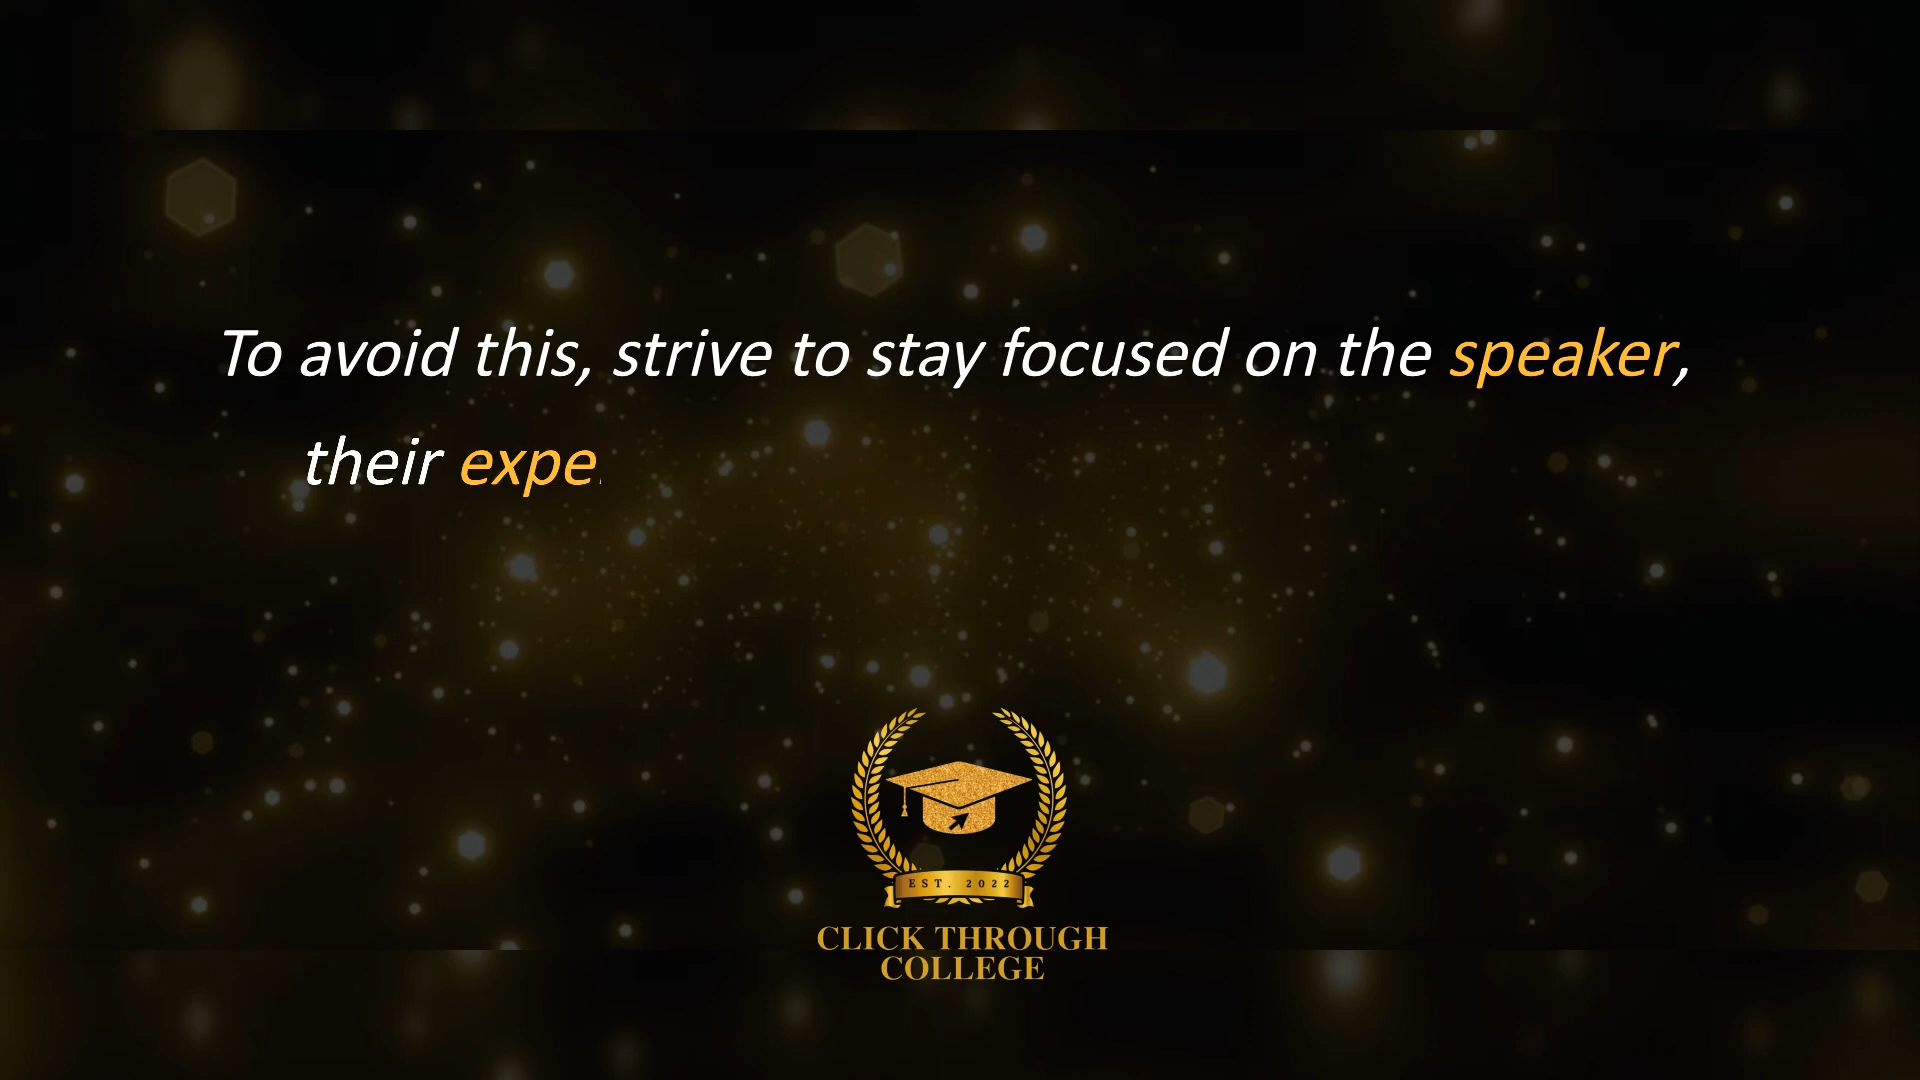 To avoid this, strive to stay focused on the speaker,
their expe
EST. 2022
CLICK THROUGH
COLLEGE